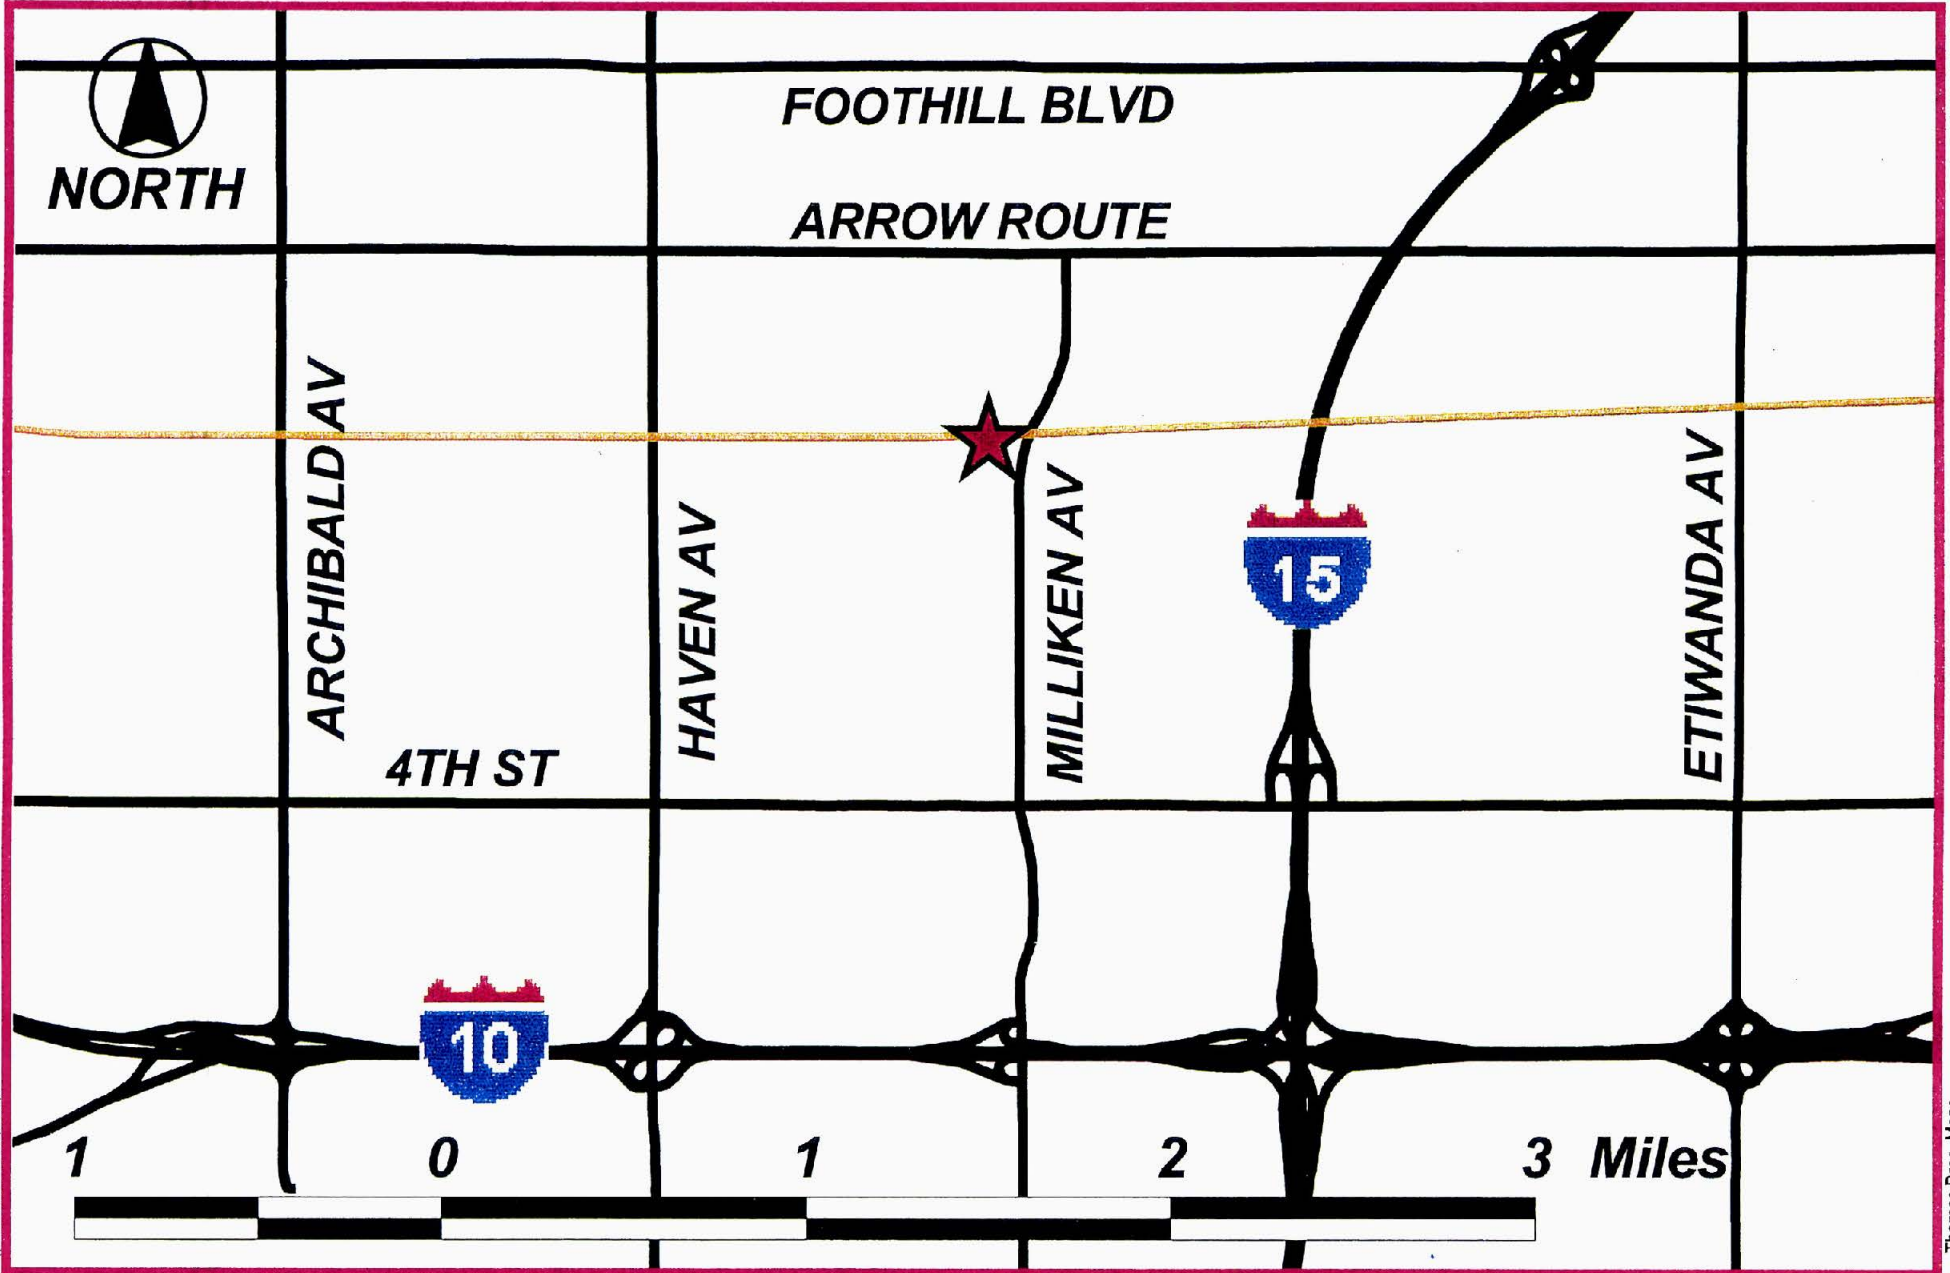 FOOTHILL BLVD
NORTH
ARROW ROUTE
ARCHIBALD AV
HAVEN AV
MILLIKEN AV
15
ETIWANDA AV
4TH ST
10
1 0 1 2 3 Miles